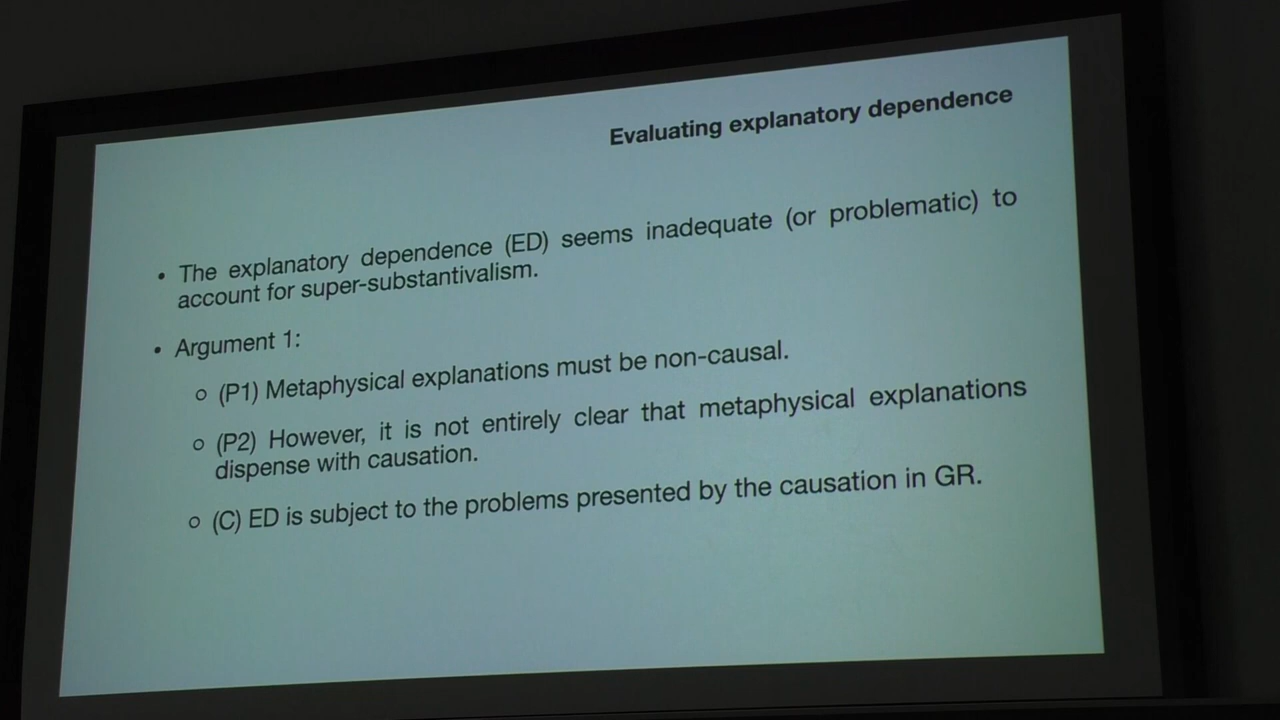 Evaluating explanatory dependence
• The explanatory dependence (ED) seems inadequate (or problematic) to
account for super-substantivalism.
• Argument 1:
○ (P1) Metaphysical explanations must be non-causal.
○ (P2) However, it is not entirely clear that metaphysical explanations
dispense with causation.
○ (C) ED is subject to the problems presented by the causation in GR.